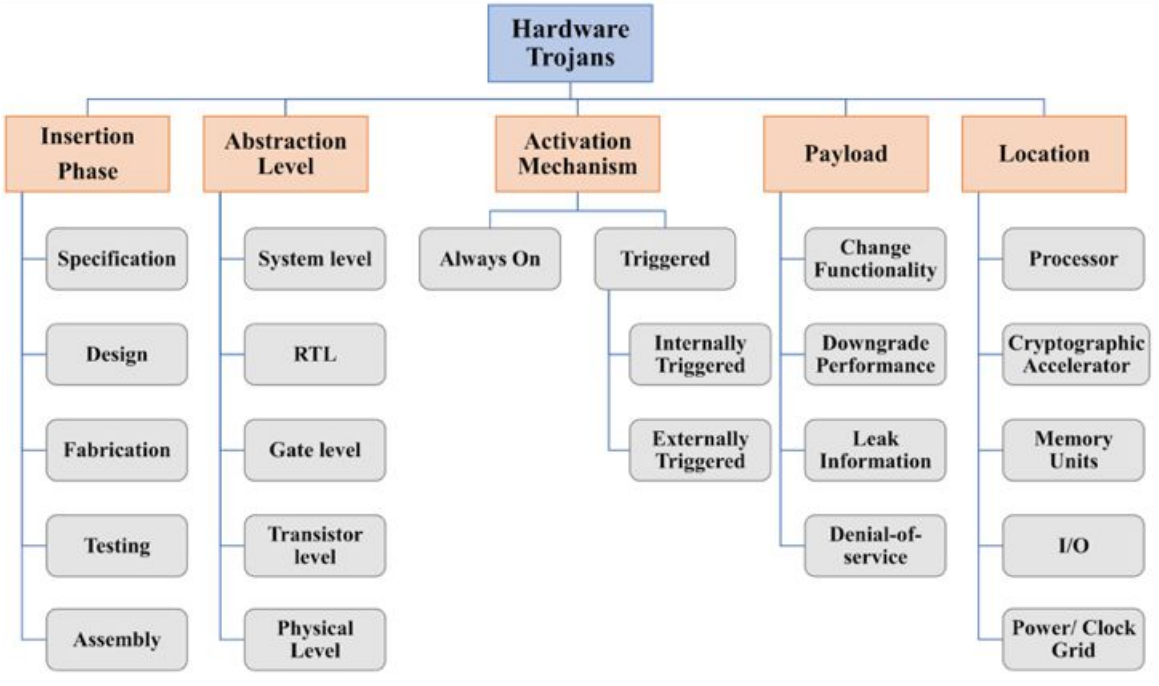 Hardware
Trojans
Insertion
Phase
Abstraction
Level
Activation
Mechanism
Payload
Location
Specification
Design
Fabrication
Testing
Assembly
System level
RTL
Gate level
Transistor
level
Physical
Level
Always On
Triggered
Internally
Triggered
Externally
Triggered
Change
Functionality
Downgrade
Performance
Leak
Information
Denial-of-
service
Processor
Cryptographic
Accelerator
Memory
Units
I/O
Power/ Clock
Grid